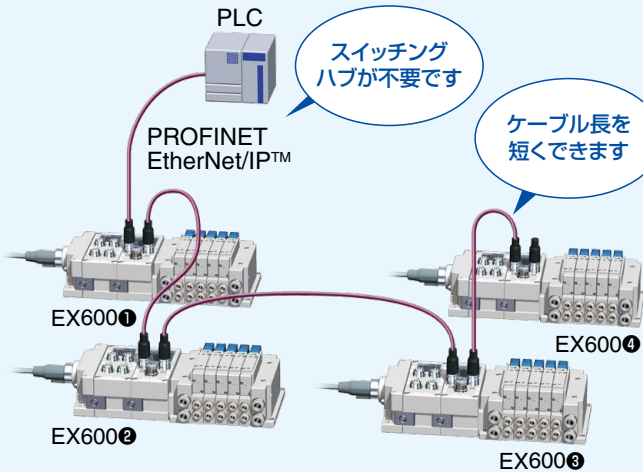 PLC
スイッチング
ハブが不要です
PROFINET
EtherNet/IP™
ケーブル長を
短くできます
EX600❶
EX600❹
EX600❷
EX600❸